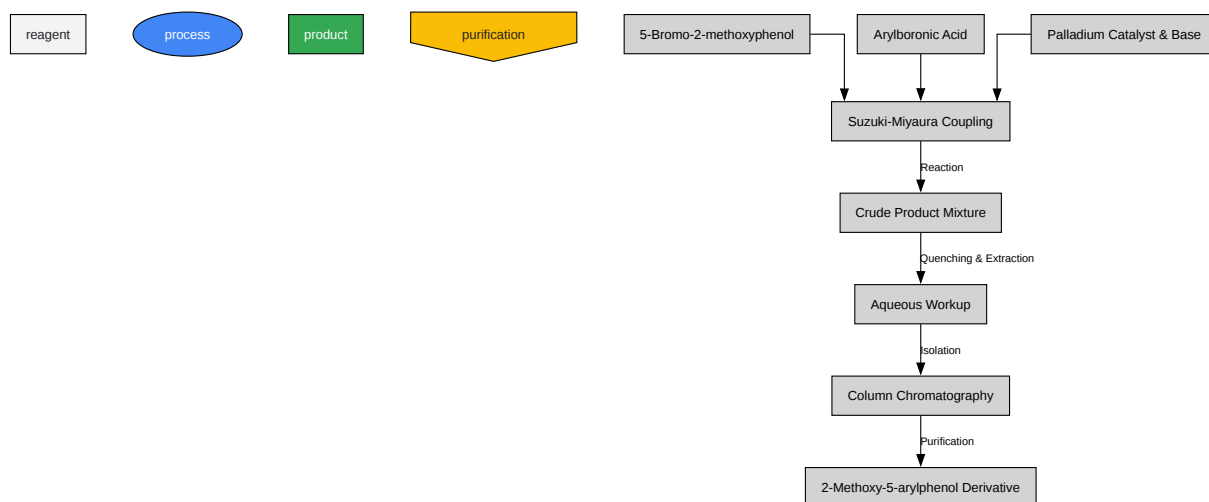 reagent
process
product
purification
5-Bromo-2-methoxyphenol
Arylboronic Acid
Palladium Catalyst & Base
Suzuki-Miyaura Coupling
Reaction
Crude Product Mixture
Quenching & Extraction
Aqueous Workup
Isolation
Column Chromatography
Purification
2-Methoxy-5-arylphenol Derivative